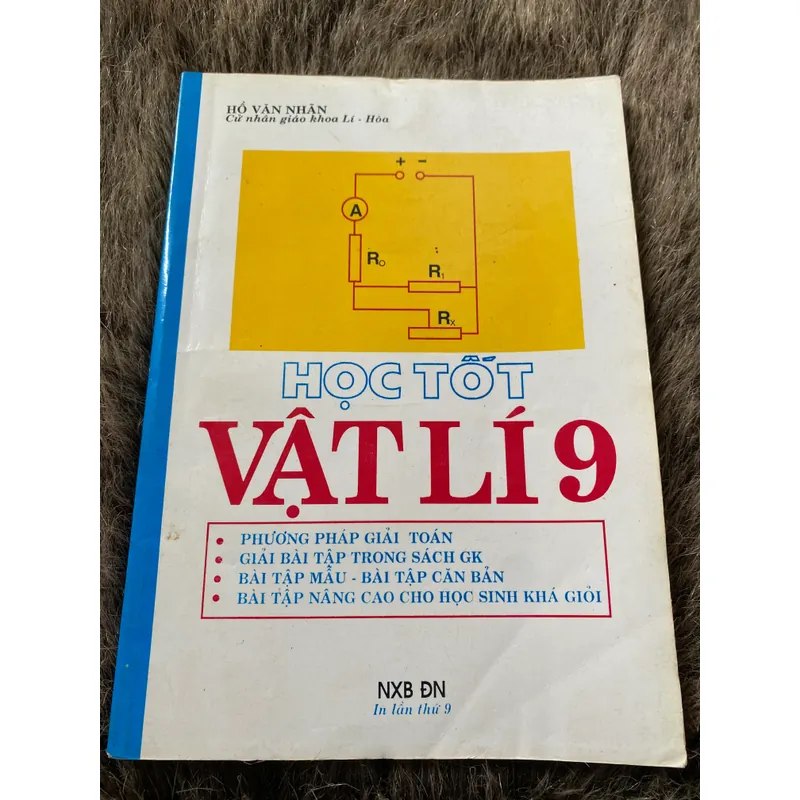 HỒ VĂN NHÃN
Cử nhân giáo khoa Lí - Hóa
+ -
A
R₀
R₁
Rₓ
HỌC TỐT
VẬT LÍ 9
• PHƯƠNG PHÁP GIẢI TOÁN
• GIẢI BÀI TẬP TRONG SÁCH GK
• BÀI TẬP MẪU - BÀI TẬP CĂN BẢN
• BÀI TẬP NÂNG CAO CHO HỌC SINH KHÁ GIỎI
NXB ĐN
In lần thứ 9